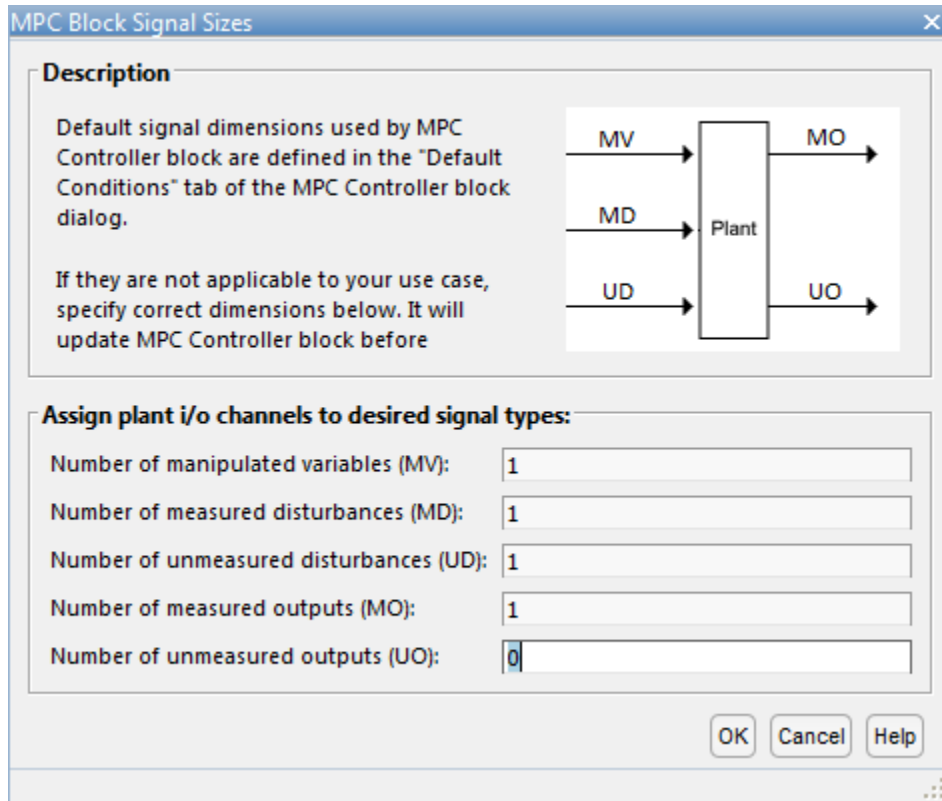 MPC Block Signal Sizes
Description
Default signal dimensions used by MPC
Controller block are defined in the "Default
Conditions" tab of the MPC Controller block
dialog.
If they are not applicable to your use case,
specify correct dimensions below. It will
update MPC Controller block before
MV
MD
UD
Plant
MO
UO
Assign plant i/o channels to desired signal types:
Number of manipulated variables (MV): 1
Number of measured disturbances (MD): 1
Number of unmeasured disturbances (UD): 1
Number of measured outputs (MO): 1
Number of unmeasured outputs (UO): 0
OK Cancel Help